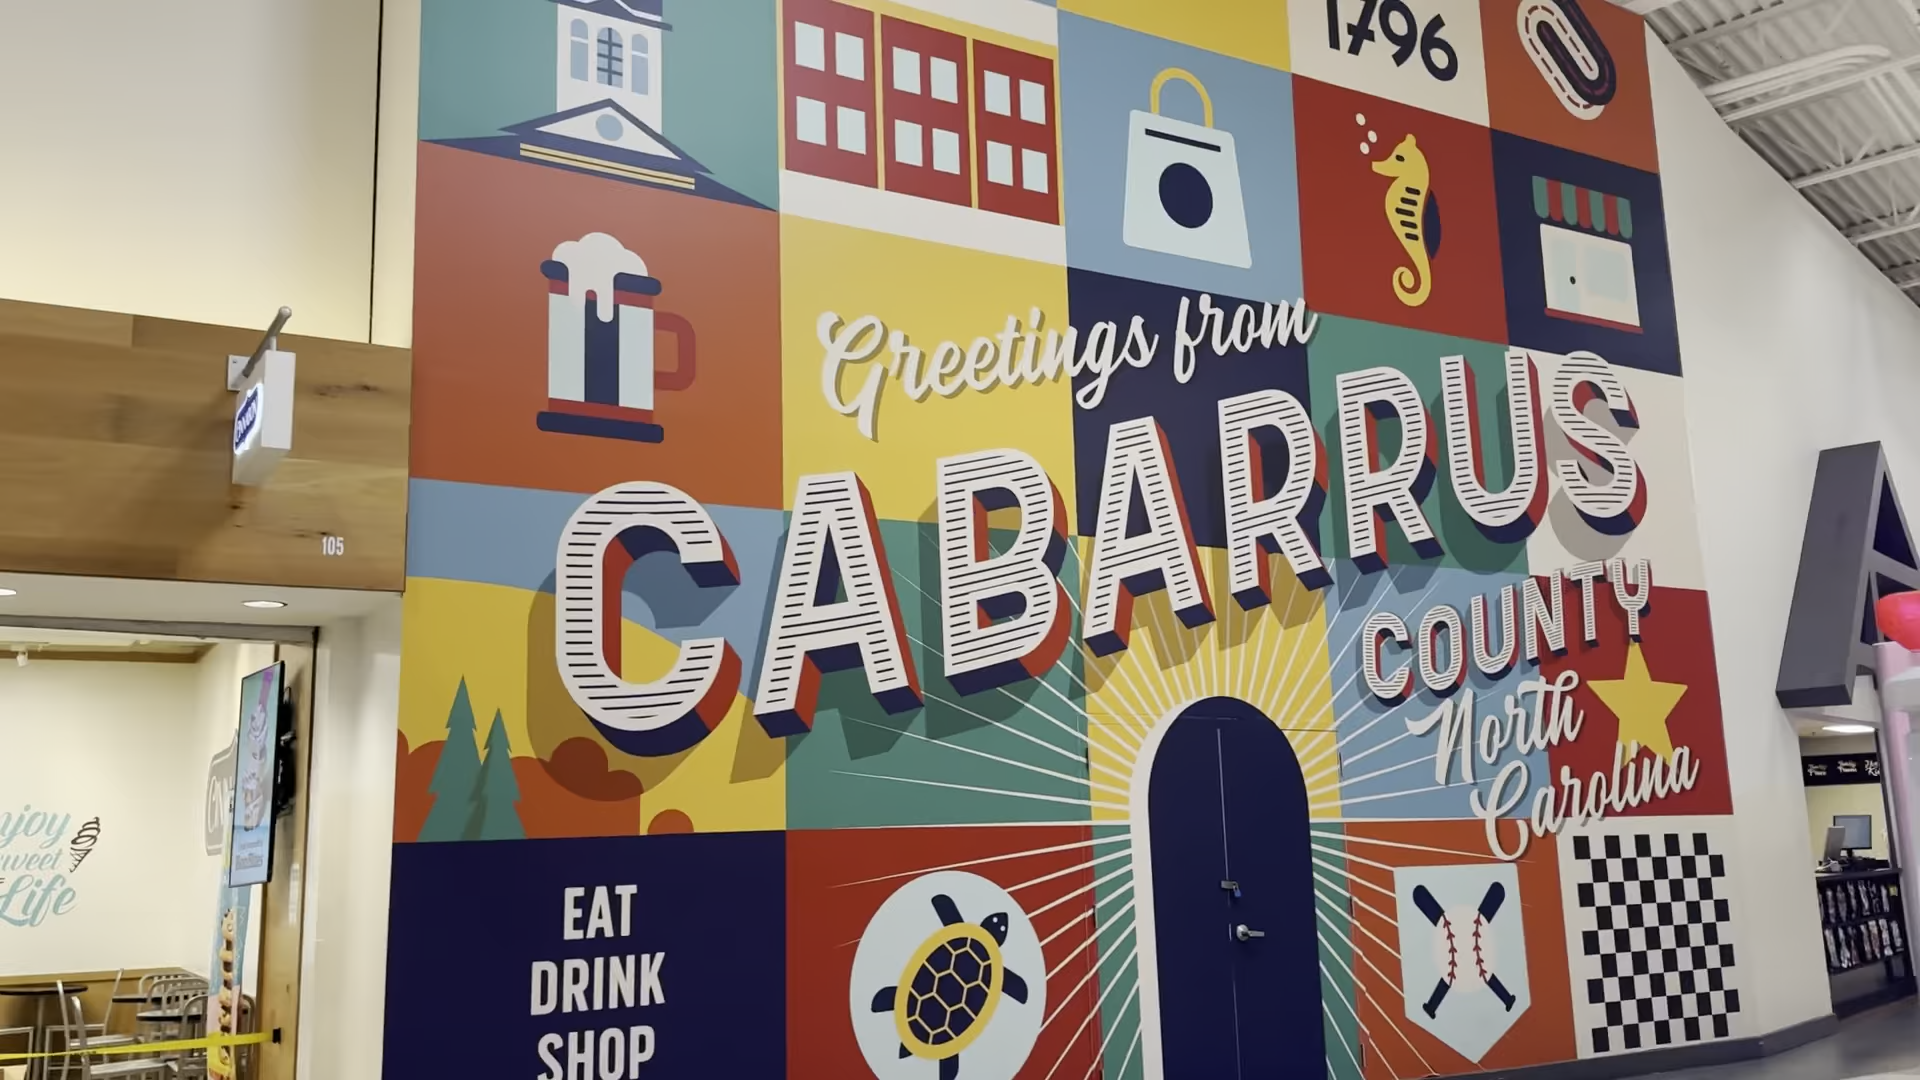 1796
Greetings from
CABARRUS
COUNTY
North
Carolina
105
Enjoy
Sweet
Life
EAT
DRINK
SHOP